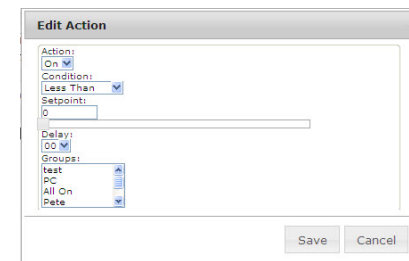 Edit Action
Action:
On
Condition:
Less Than
Setpoint:
0
Delay:
00
Groups:
test
PC
All On
Pete
Save Cancel